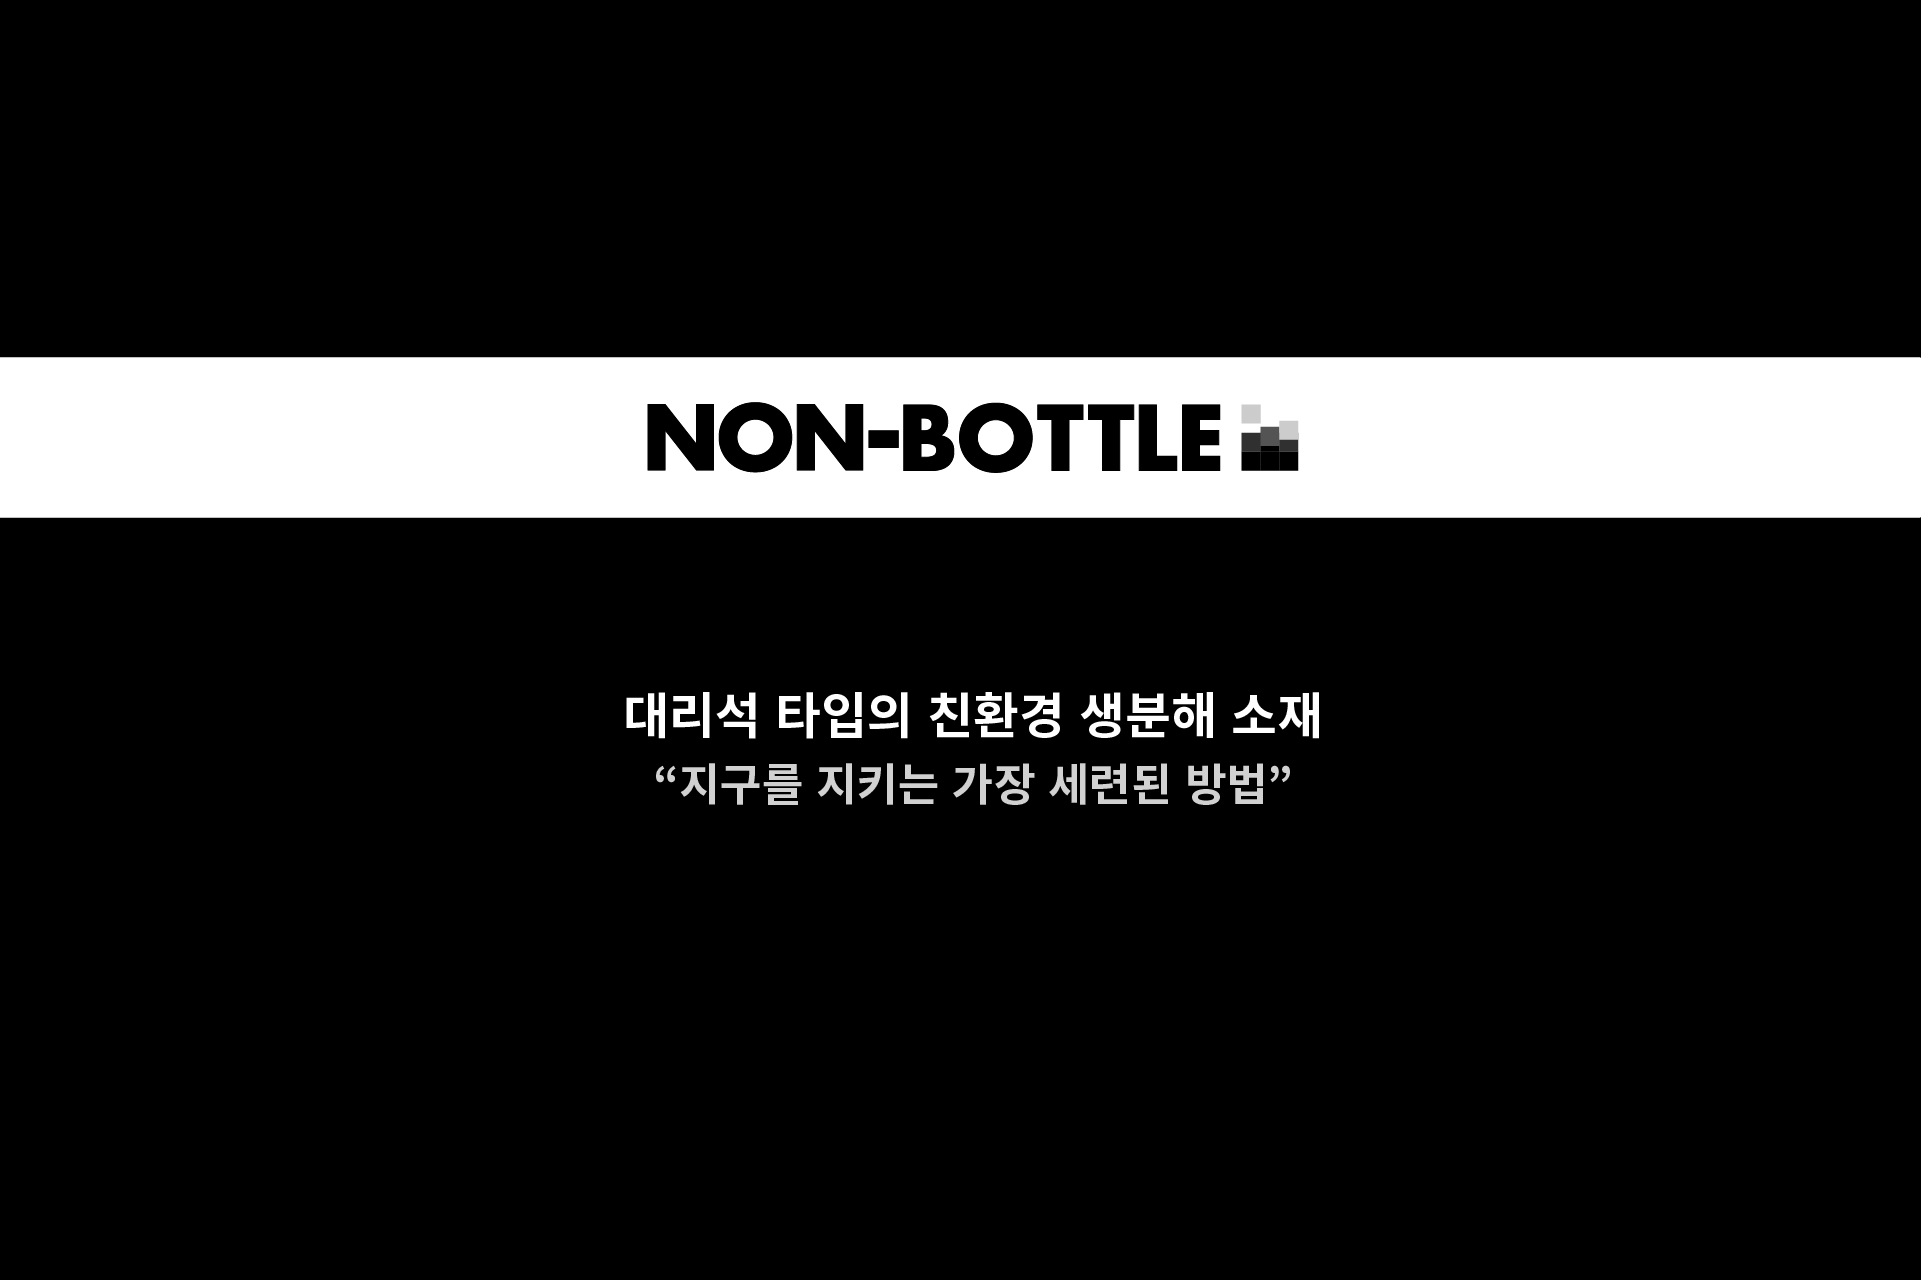 NON-BOTTLE
대리석 타입의 친환경 생분해 소재
“지구를 지키는 가장 세련된 방법”